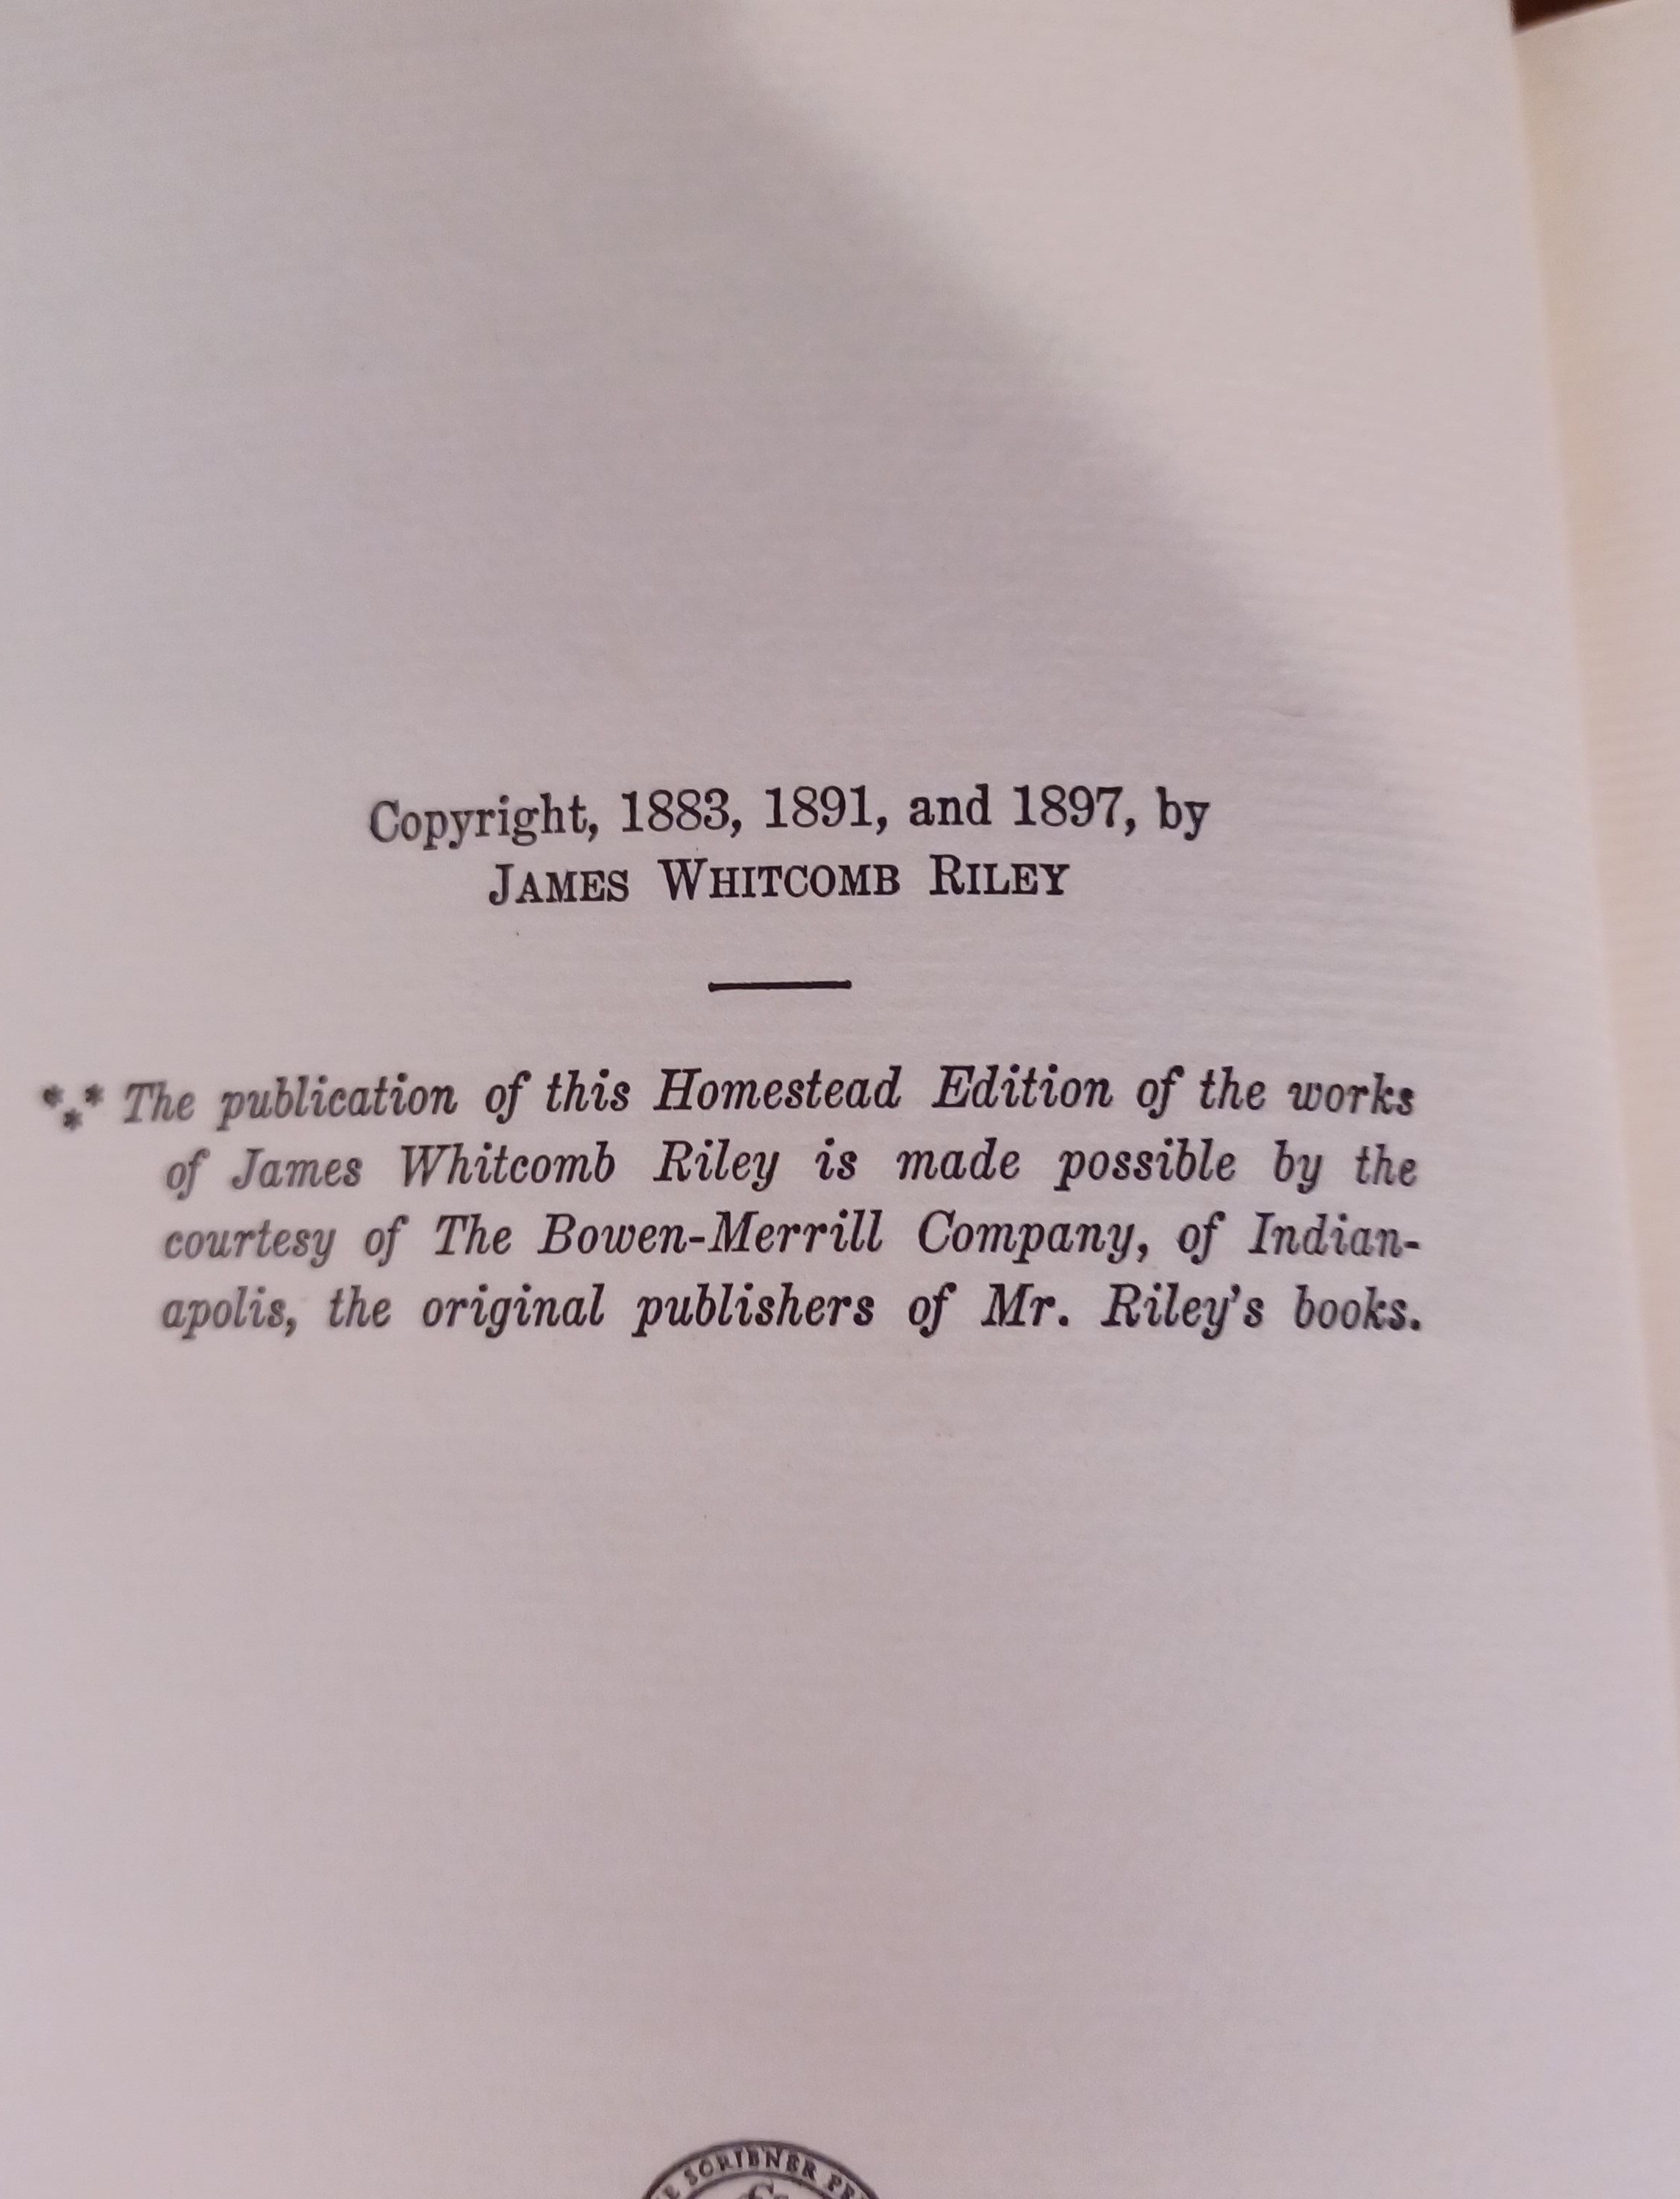 Copyright, 1883, 1891, and 1897, by
JAMES WHITCOMB RILEY
*** The publication of this Homestead Edition of the works
of James Whitcomb Riley is made possible by the
courtesy of The Bowen-Merrill Company, of Indian-
apolis, the original publishers of Mr. Riley's books.
SCRIBNER